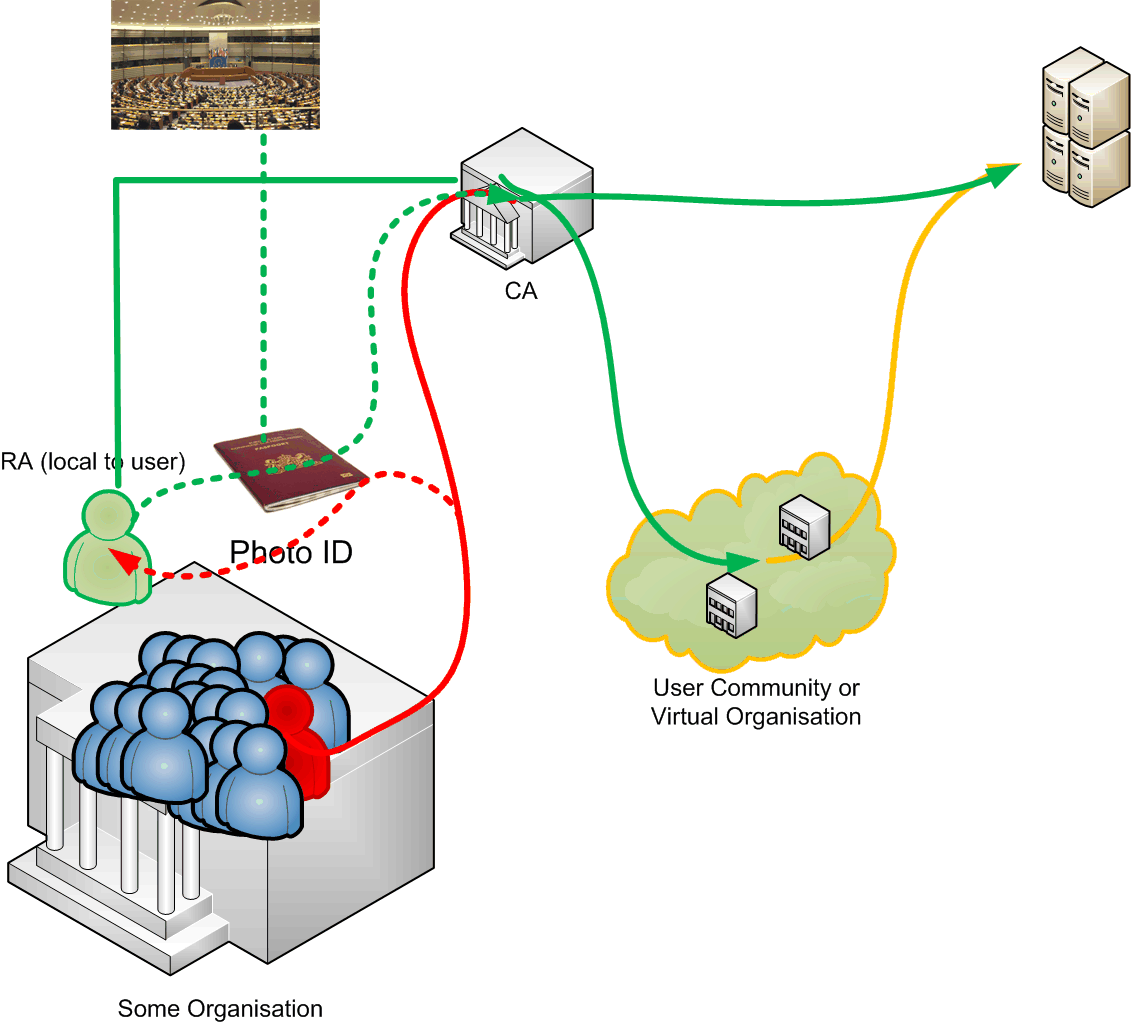 CA
RA (local to user)
Photo ID
User Community or
Virtual Organisation
Some Organisation